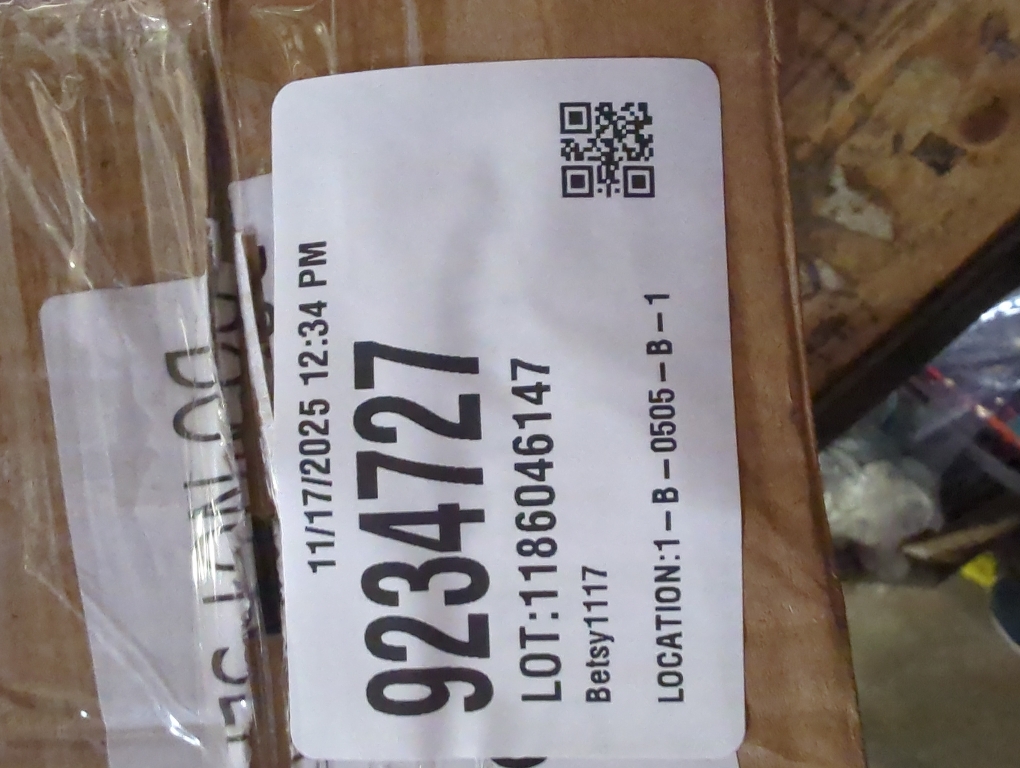 11/17/2025 12:34 PM
9234727
LOT:1186046147
Betsy1117
LOCATION:1-B-0505-B-1